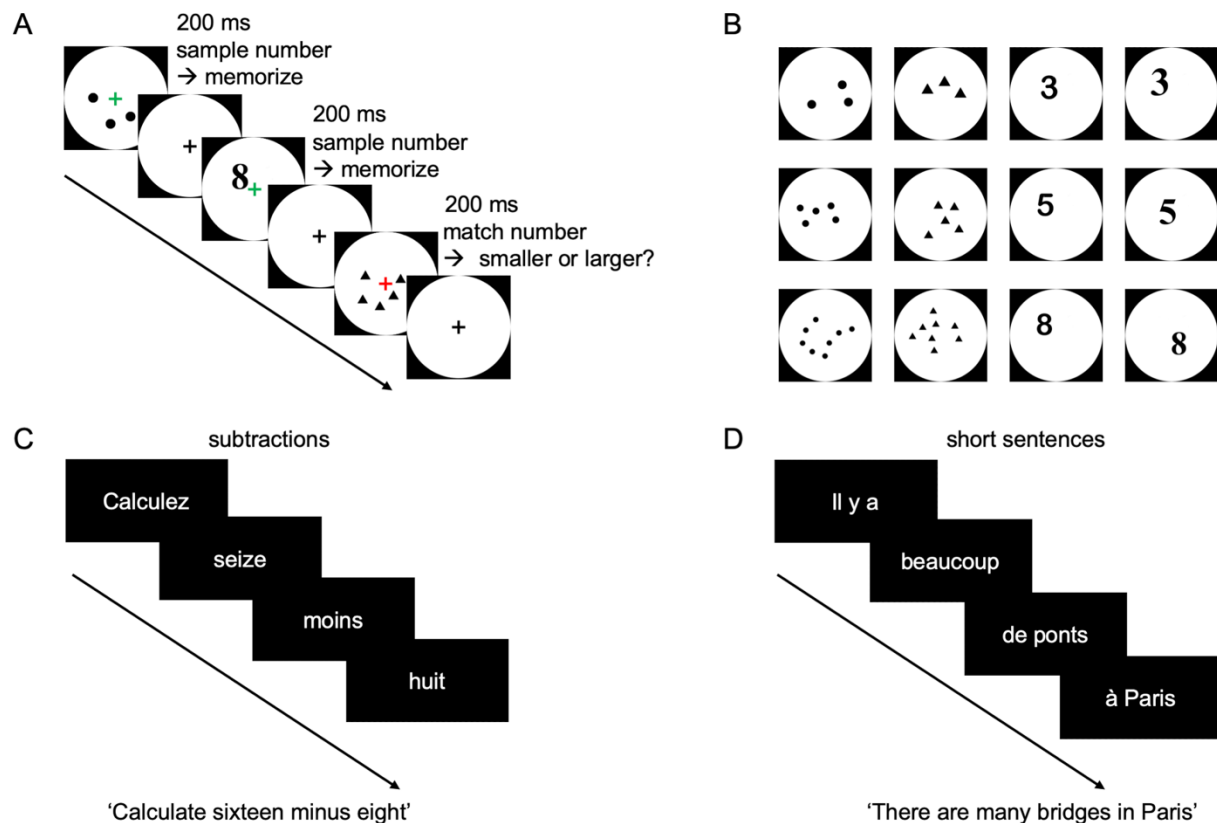 A
200 ms
sample number
→ memorize
8
200 ms
sample number
→ memorize
200 ms
match number
→ smaller or larger?
B
3 3
5 5
8 8
C
subtractions
Calculez
seize
moins
huit
‘Calculate sixteen minus eight’
D
short sentences
Il y a
beaucoup
de ponts
à Paris
‘There are many bridges in Paris’